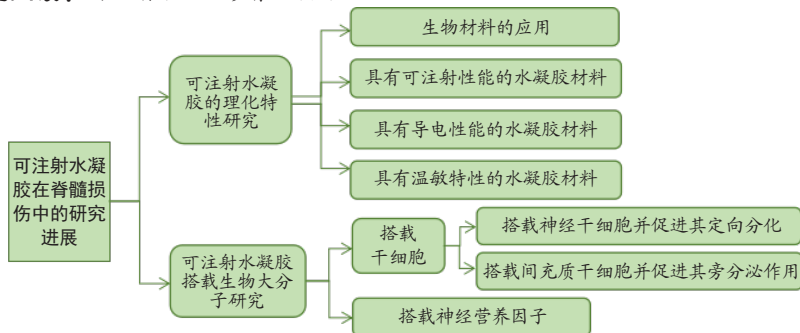 生物材料的应用
可注射水凝
胶的理化特
性研究
具有可注射性能的水凝胶材料
具有导电性能的水凝胶材料
具有温敏特性的水凝胶材料
可注射水凝
胶在脊髓损
伤中的研究
进展
可注射水凝胶
搭载生物大分
子研究
搭载
干细胞
搭载神经干细胞并促进其定向分化
搭载间充质干细胞并促进其旁分泌作用
搭载神经营养因子